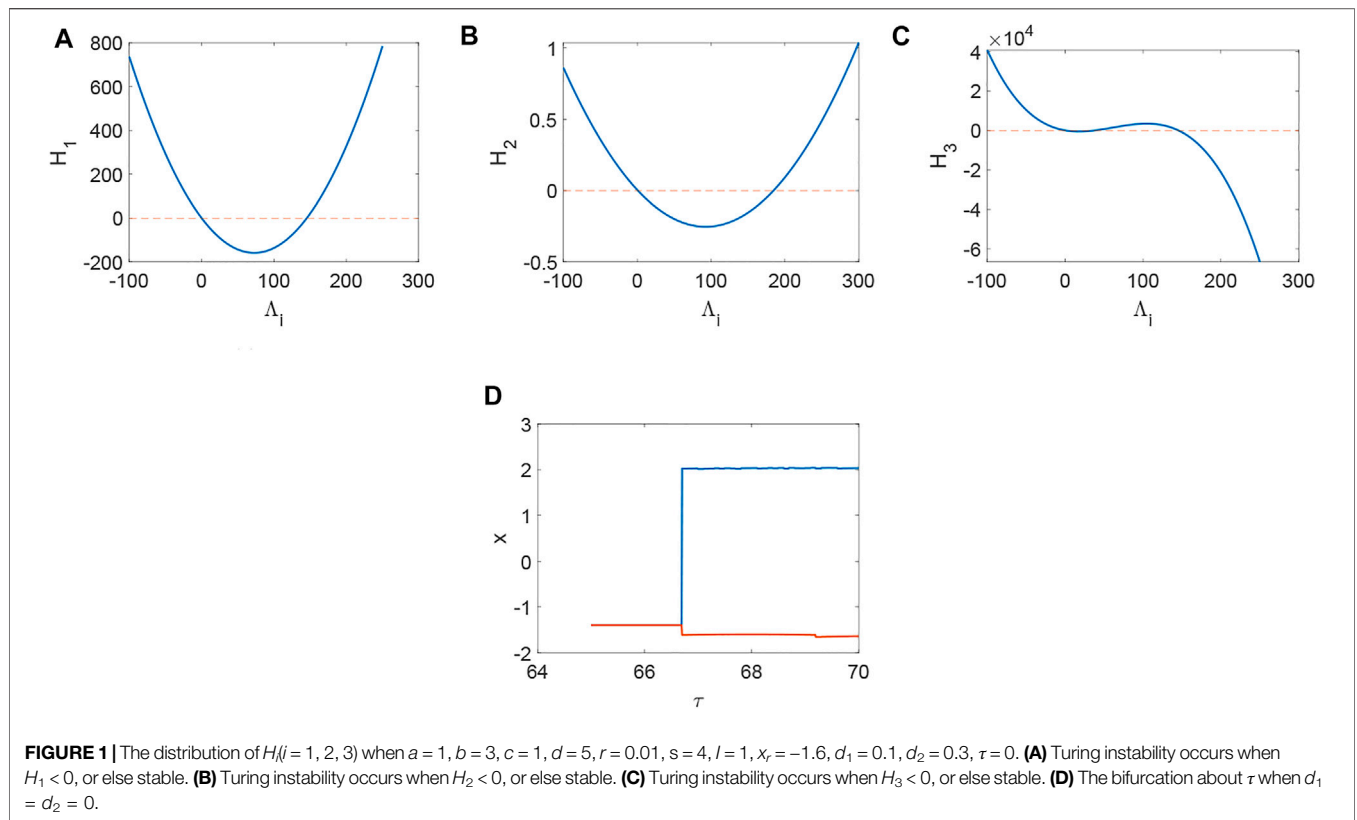 A
800
600
400
200
0
-200
H1
-100 0 100 200 300
Λi
B
1
0.5
0
-0.5
H2
-100 0 100 200 300
Λi
C
×10⁴
4
2
0
-2
-4
-6
H3
-100 0 100 200 300
Λi
D
3
2
1
0
-1
-2
x
64 66 68 70
τ
FIGURE 1 | The distribution of Hi(i = 1, 2, 3) when a = 1, b = 3, c = 1, d = 5, r = 0.01, s = 4, I = 1, xr = −1.6, d1 = 0.1, d2 = 0.3, τ = 0. (A) Turing instability occurs when
H1 < 0, or else stable. (B) Turing instability occurs when H2 < 0, or else stable. (C) Turing instability occurs when H3 < 0, or else stable. (D) The bifurcation about τ when d1
= d2 = 0.